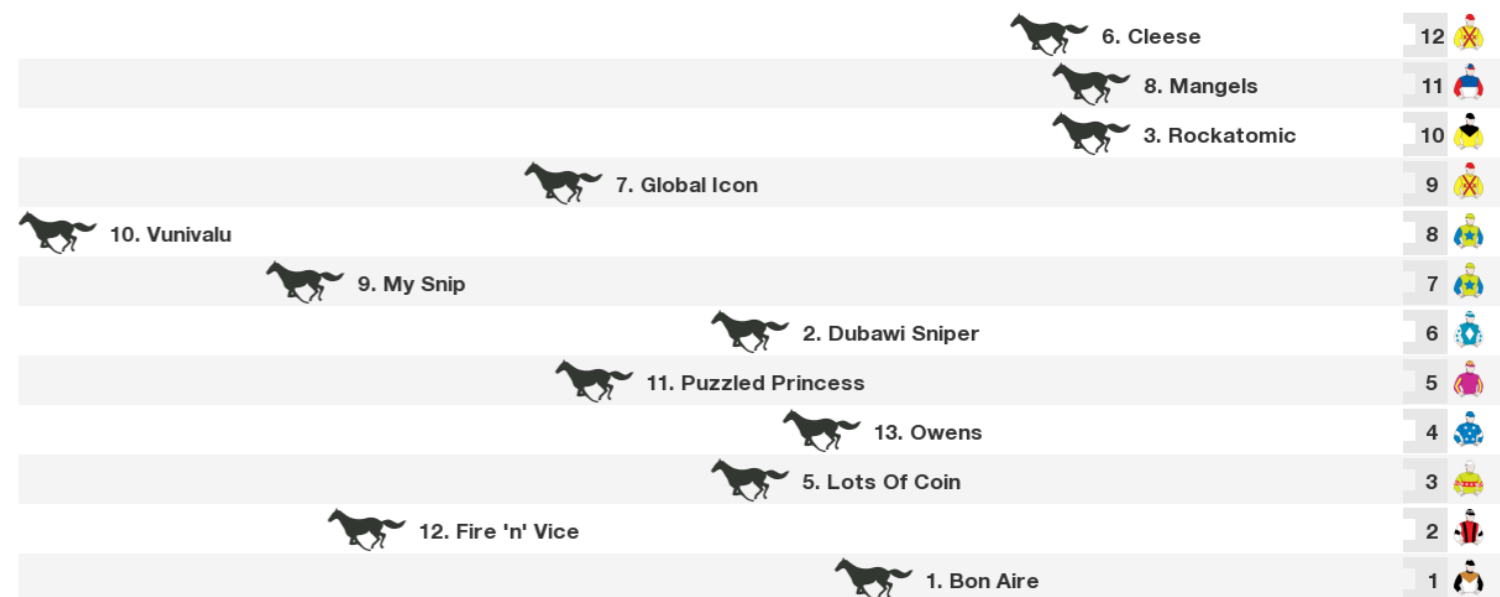 6. Cleese 12
8. Mangels 11
3. Rockatomic 10
7. Global Icon 9
10. Vunivalu 8
9. My Snip 7
2. Dubawi Sniper 6
11. Puzzled Princess 5
13. Owens 4
5. Lots Of Coin 3
12. Fire 'n' Vice 2
1. Bon Aire 1